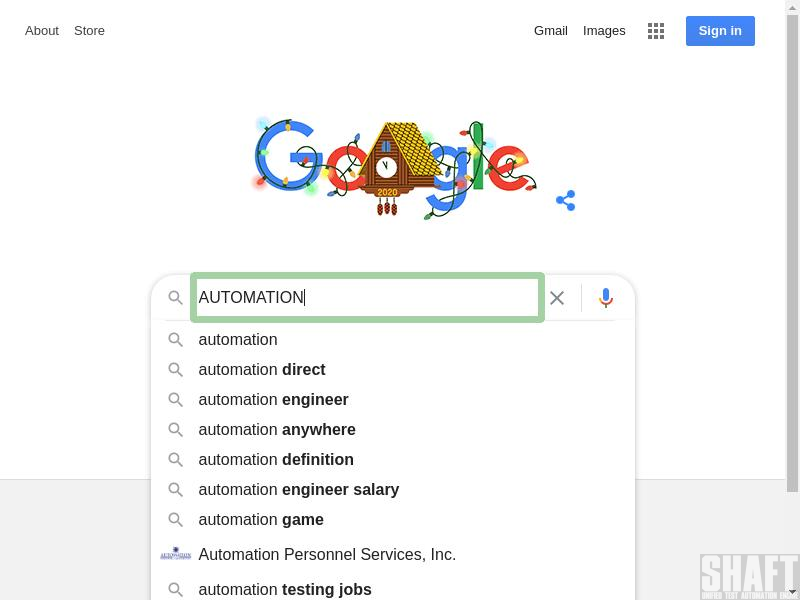 About Store Gmail Images Sign in
Google
2020
AUTOMATION
automation
automation direct
automation engineer
automation anywhere
automation definition
automation engineer salary
automation game
Automation Personnel Services, Inc.
automation testing jobs
SHAFT